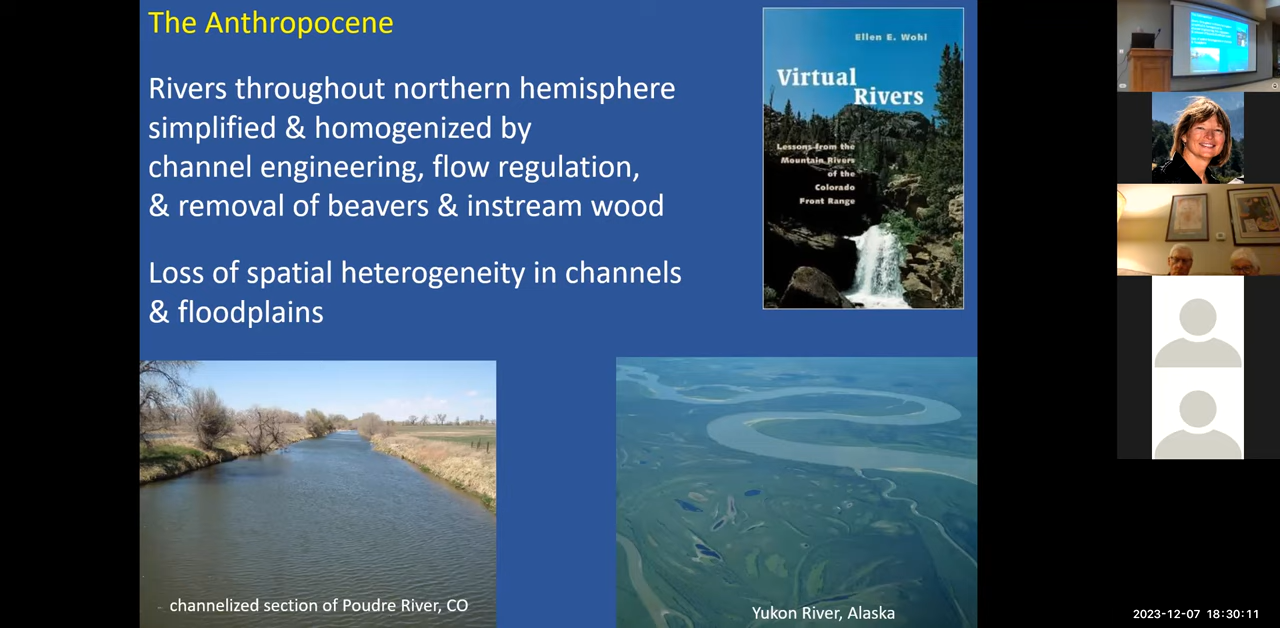 The Anthropocene
Rivers throughout northern hemisphere
simplified & homogenized by
channel engineering, flow regulation,
& removal of beavers & instream wood
Loss of spatial heterogeneity in channels
& floodplains
Ellen E. Wohl
Virtual
Rivers
Lessons from the
Mountain Rivers
of the
Colorado
Front Range
channelized section of Poudre River, CO
Yukon River, Alaska
2023-12-07 18:30:11